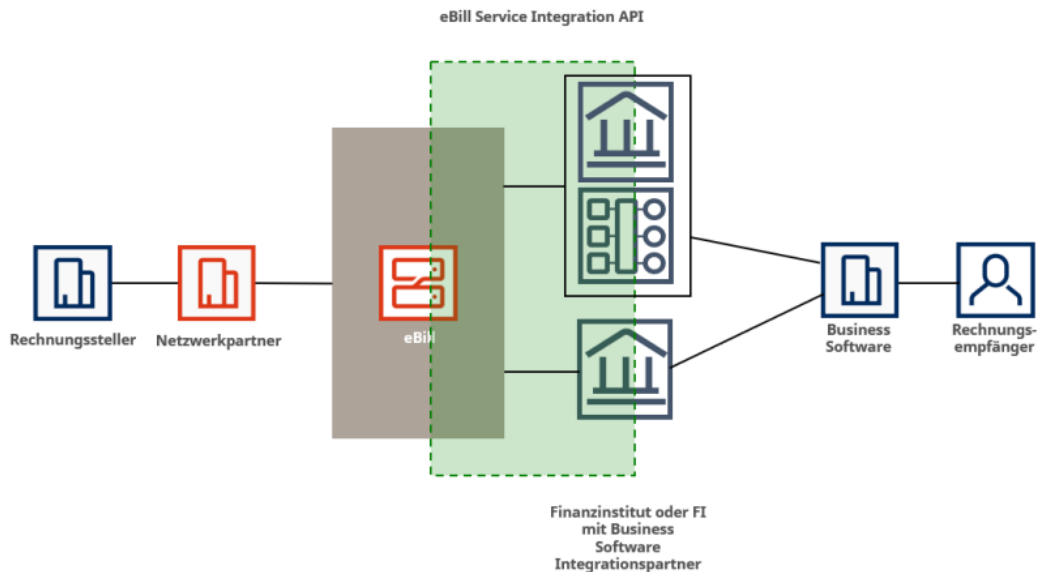 eBill Service Integration API
Rechnungssteller
Netzwerkpartner
eBill
Business
Software
Rechnungs-
empfänger
Finanzinstitut oder FI
mit Business
Software
Integrationspartner